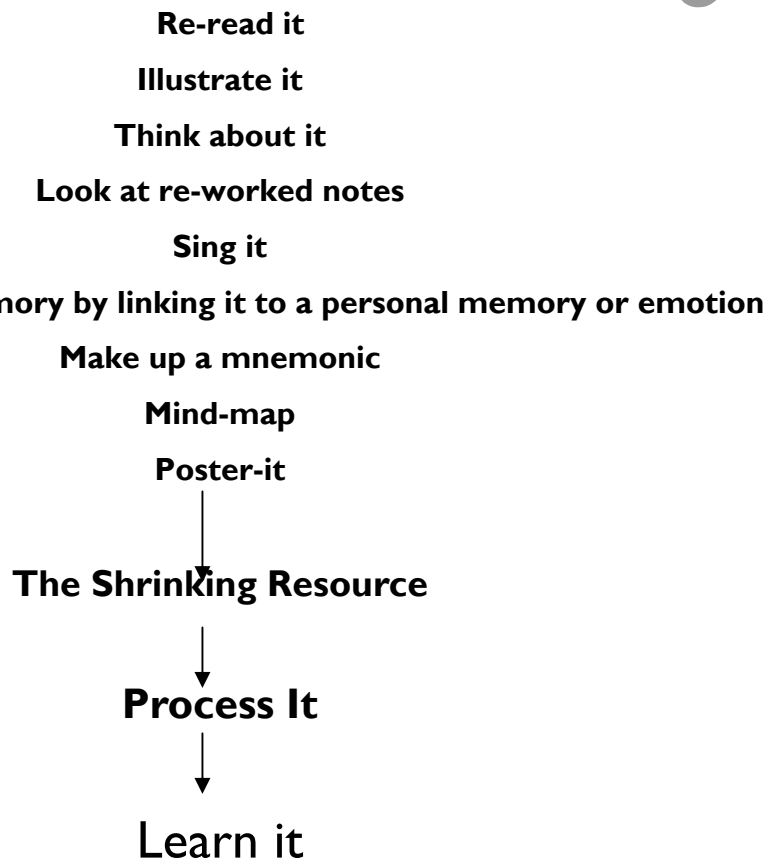 Re-read it
Illustrate it
Think about it
Look at re-worked notes
Sing it
by linking it to a personal memory or emotion
Make up a mnemonic
Mind-map
Poster-it
The Shrinking Resource
Process It
Learn it